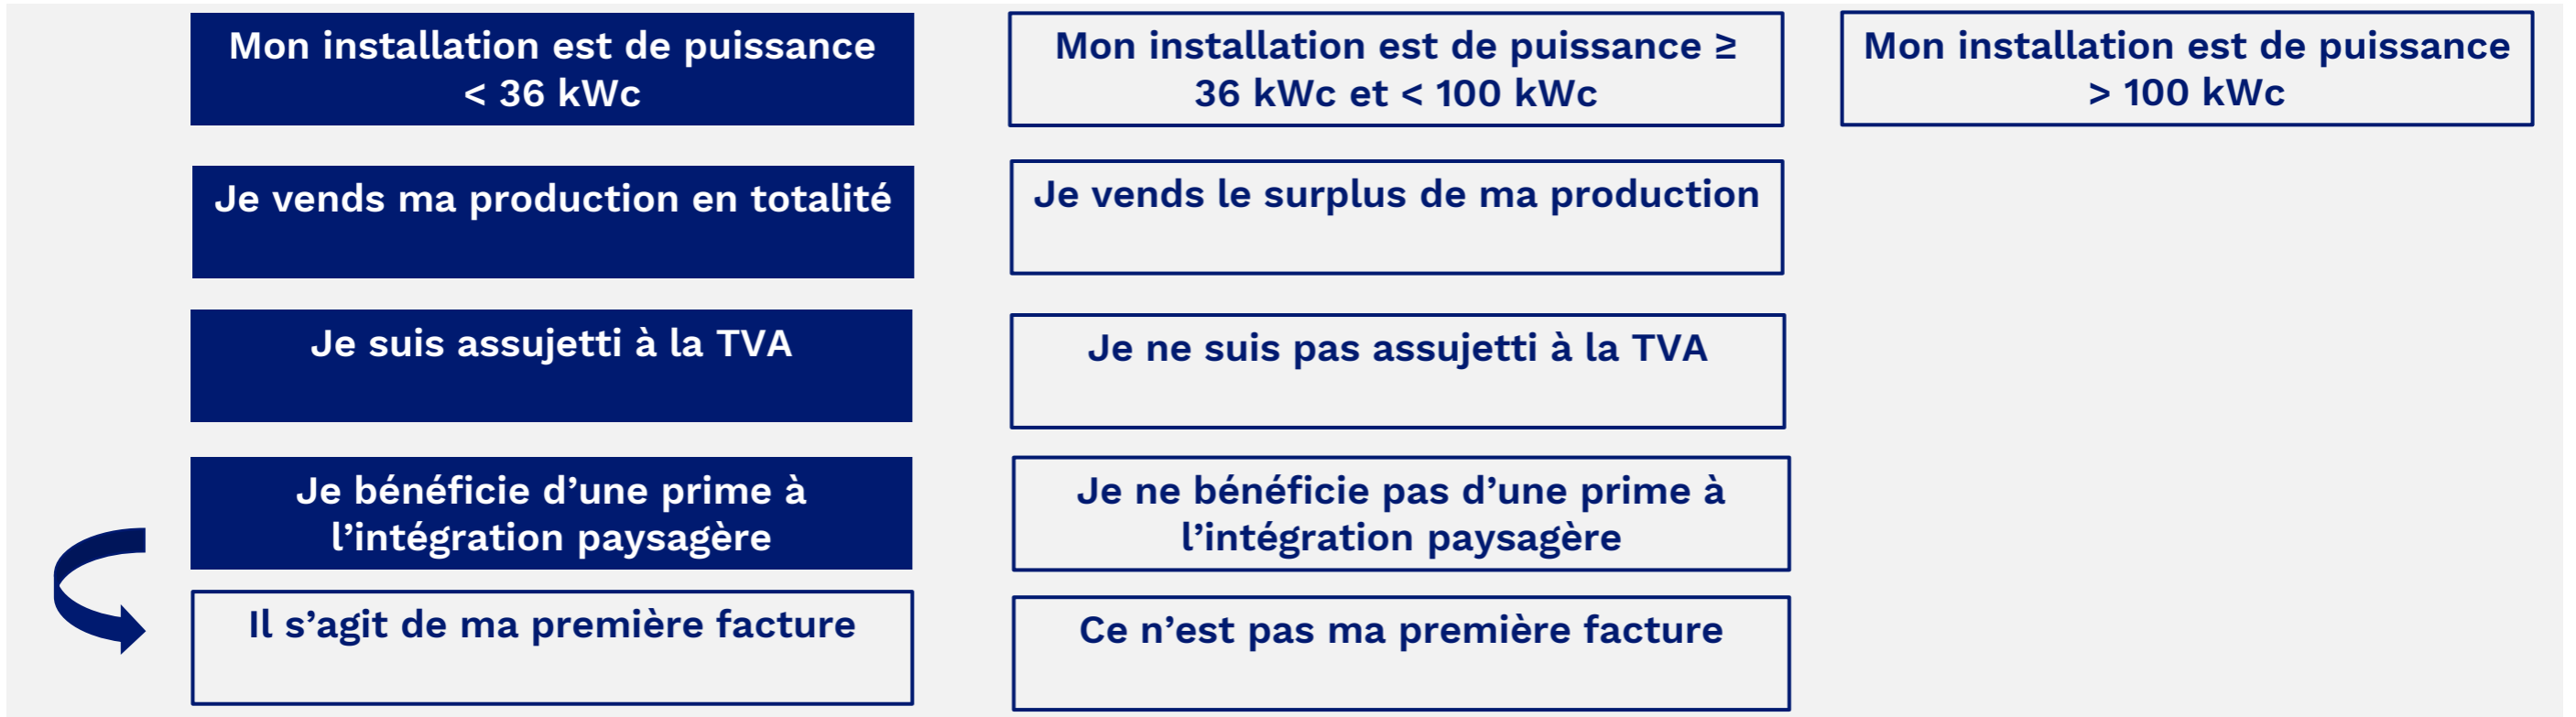 Mon installation est de puissance
< 36 kWc
Mon installation est de puissance ≥
36 kWc et < 100 kWc
Mon installation est de puissance
> 100 kWc
Je vends ma production en totalité
Je vends le surplus de ma production
Je suis assujetti à la TVA
Je ne suis pas assujetti à la TVA
Je bénéficie d’une prime à
l’intégration paysagère
Je ne bénéficie pas d’une prime à
l’intégration paysagère
Il s’agit de ma première facture
Ce n’est pas ma première facture